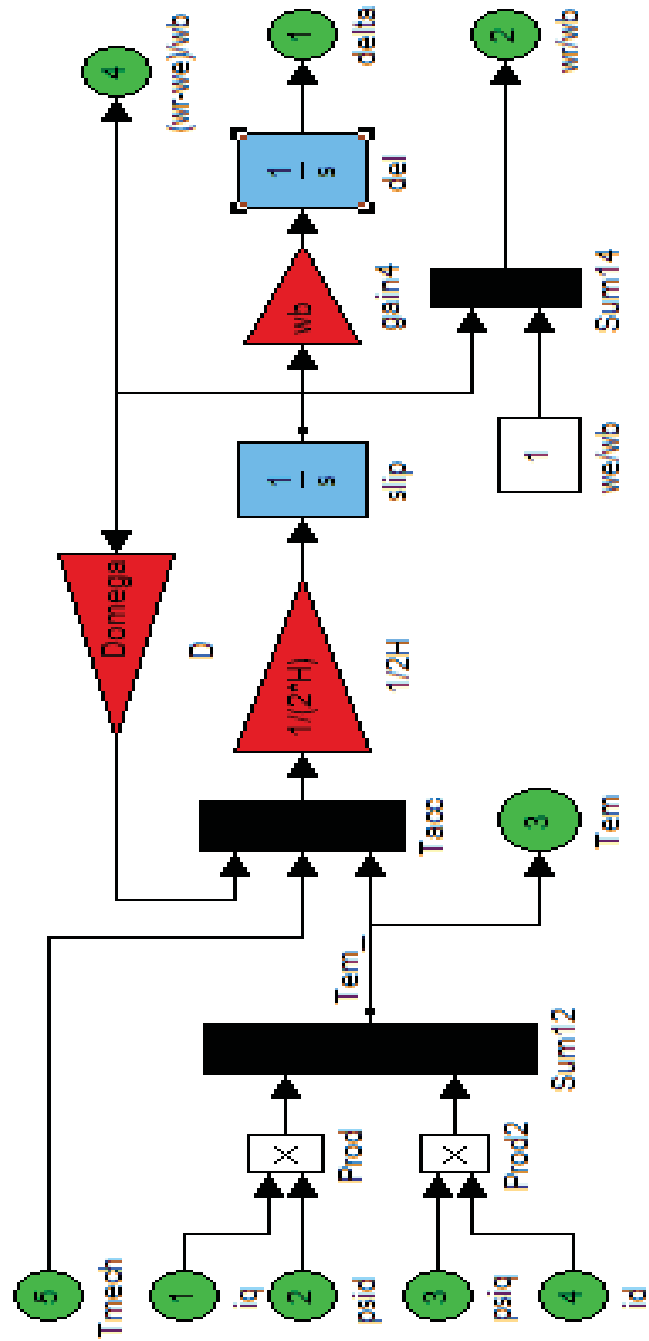 5
Tmech
Domega
D
4
(wr-we)/wb
1
iq
2
psid
X
Prod
3
psiq
4
id
X
Prod2
Sum12
Tem_
3
Tem
Tacc
1/(2*H)
1/2H
1
s
slip
wb
gain4
1
s
del
1
delta
1
we/wb
Sum14
2
wr/wb